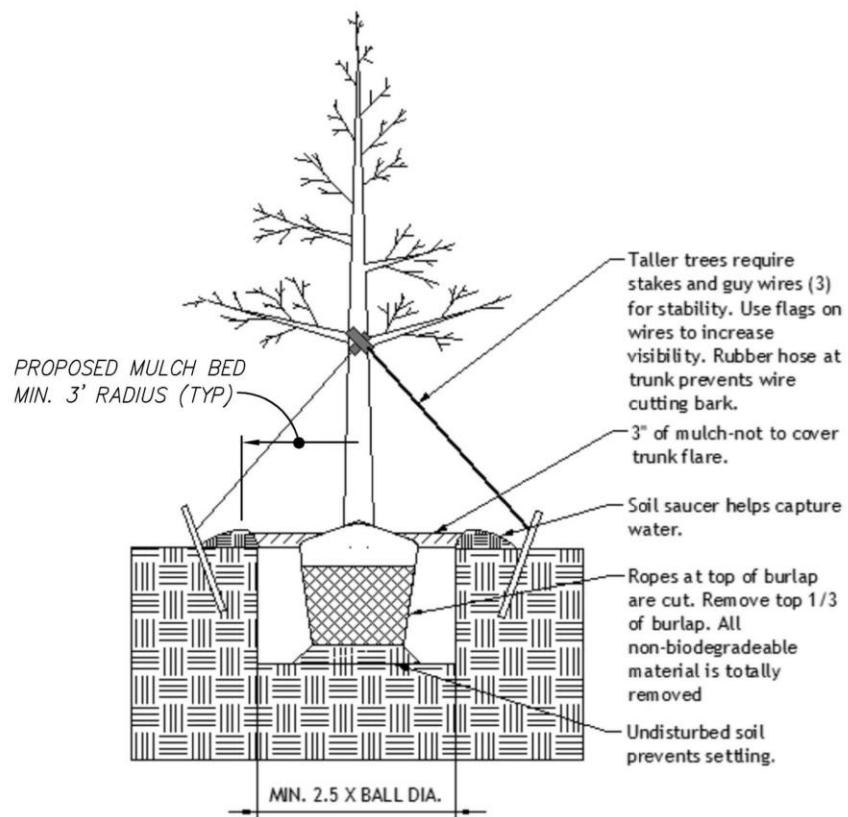 Taller trees require
stakes and guy wires (3)
for stability. Use flags on
wires to increase
visibility. Rubber hose at
trunk prevents wire
cutting bark.
PROPOSED MULCH BED
MIN. 3' RADIUS (TYP)
3" of mulch-not to cover
trunk flare.
Soil saucer helps capture
water.
Ropes at top of burlap
are cut. Remove top 1/3
of burlap. All
non-biodegradeable
material is totally
removed
Undisturbed soil
prevents settling.
MIN. 2.5 X BALL DIA.